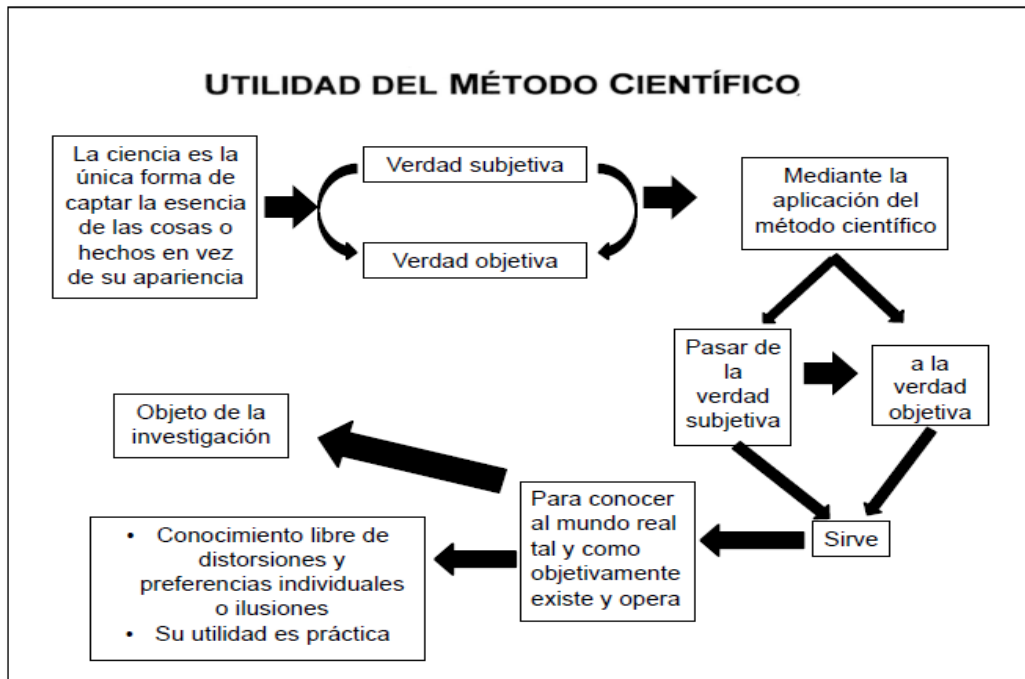 UTILIDAD DEL MÉTODO CIENTÍFICO
La ciencia es la
única forma de
captar la esencia
de las cosas o
hechos en vez
de su apariencia
Verdad subjetiva
Verdad objetiva
Mediante la
aplicación del
método científico
Pasar de
la
verdad
subjetiva
a la
verdad
objetiva
Sirve
Para conocer
al mundo real
tal y como
objetivamente
existe y opera
Objeto de la
investigación
• Conocimiento libre de
distorsiones y
preferencias individuales
o ilusiones
• Su utilidad es práctica